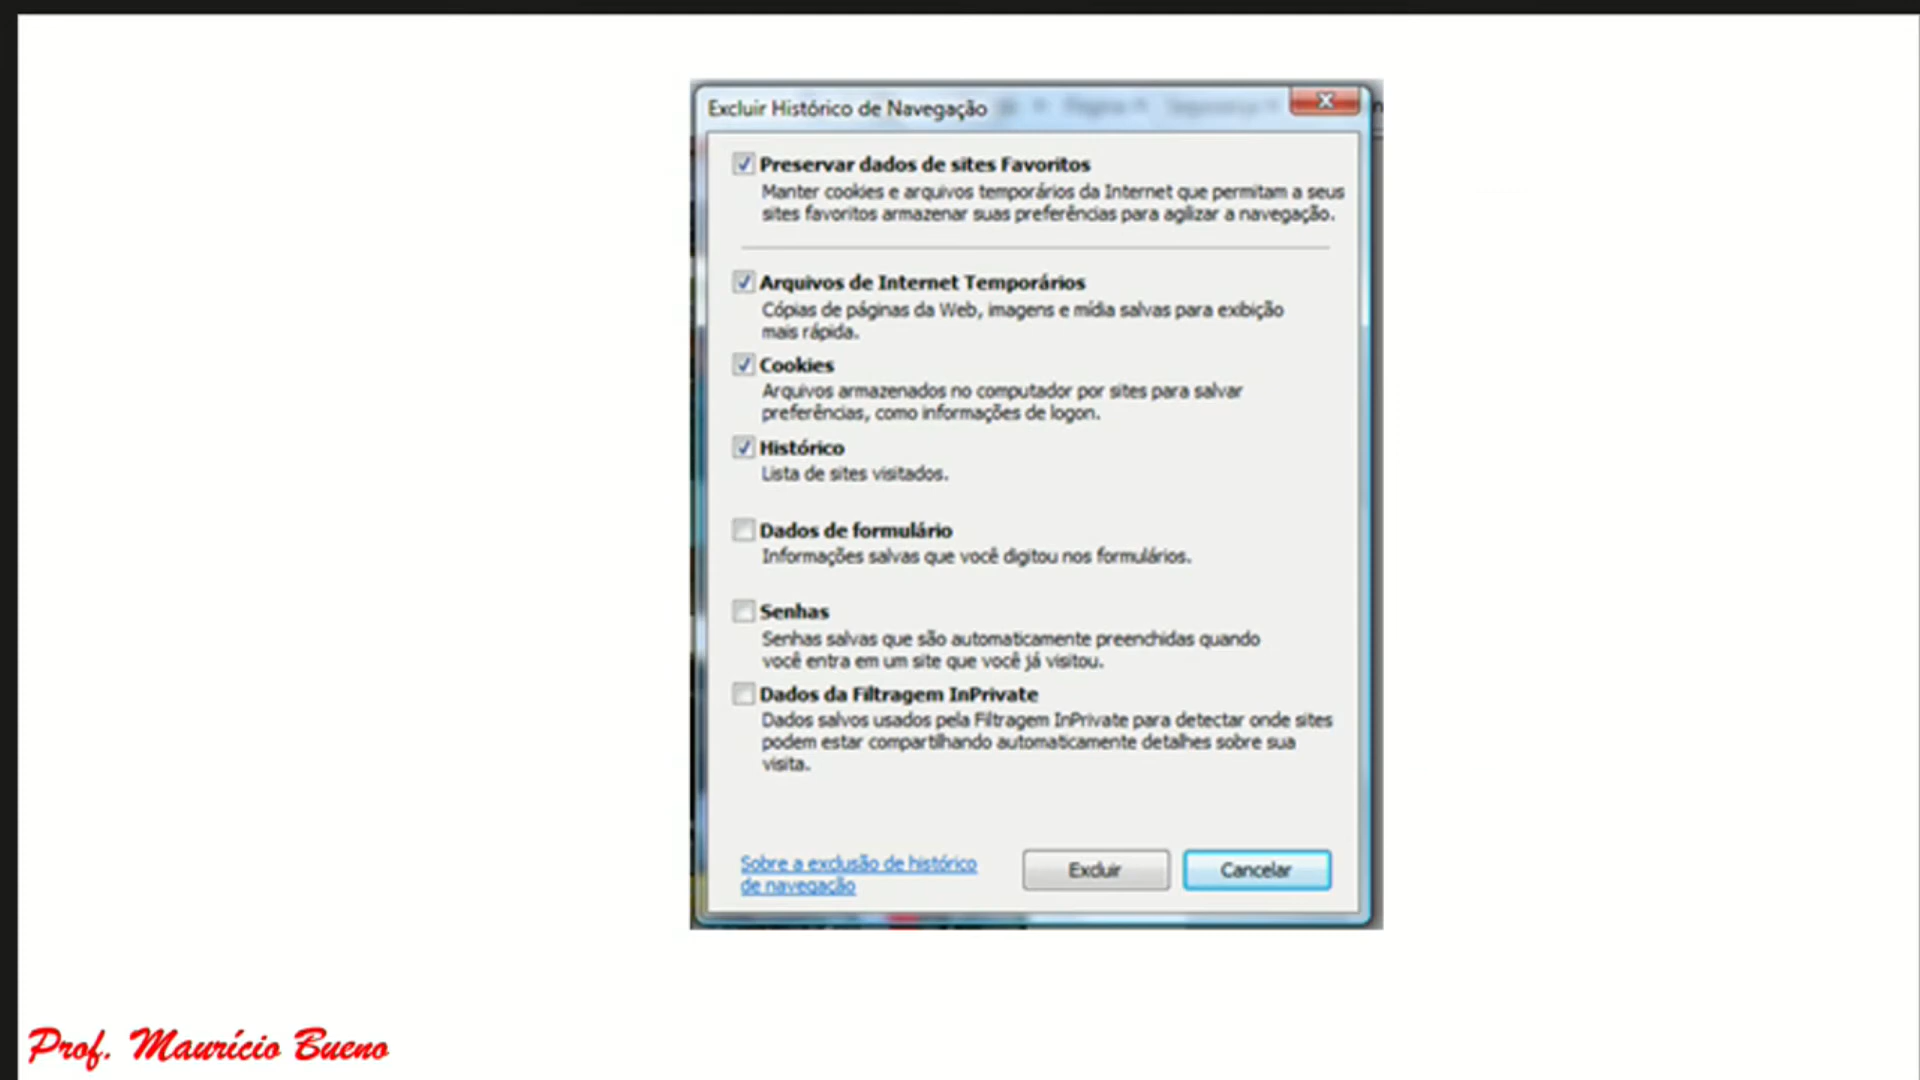 Excluir Histórico de Navegação
Preservar dados de sites Favoritos
Manter cookies e arquivos temporários da Internet que permitam a seus
sites favoritos armazenar suas preferências para agilizar a navegação.
Arquivos de Internet Temporários
Cópias de páginas da Web, imagens e mídia salvas para exibição
mais rápida.
Cookies
Arquivos armazenados no computador por sites para salvar
preferências, como informações de logon.
Histórico
Lista de sites visitados.
Dados de formulário
Informações salvas que você digitou nos formulários.
Senhas
Senhas salvas que são automaticamente preenchidas quando
você entra em um site que você já visitou.
Dados da Filtragem InPrivate
Dados salvos usados pela Filtragem InPrivate para detectar onde sites
podem estar compartilhando automaticamente detalhes sobre sua
visita.
Sobre a exclusão de histórico
de navegação
Excluir
Cancelar
Prof. Maurício Bueno